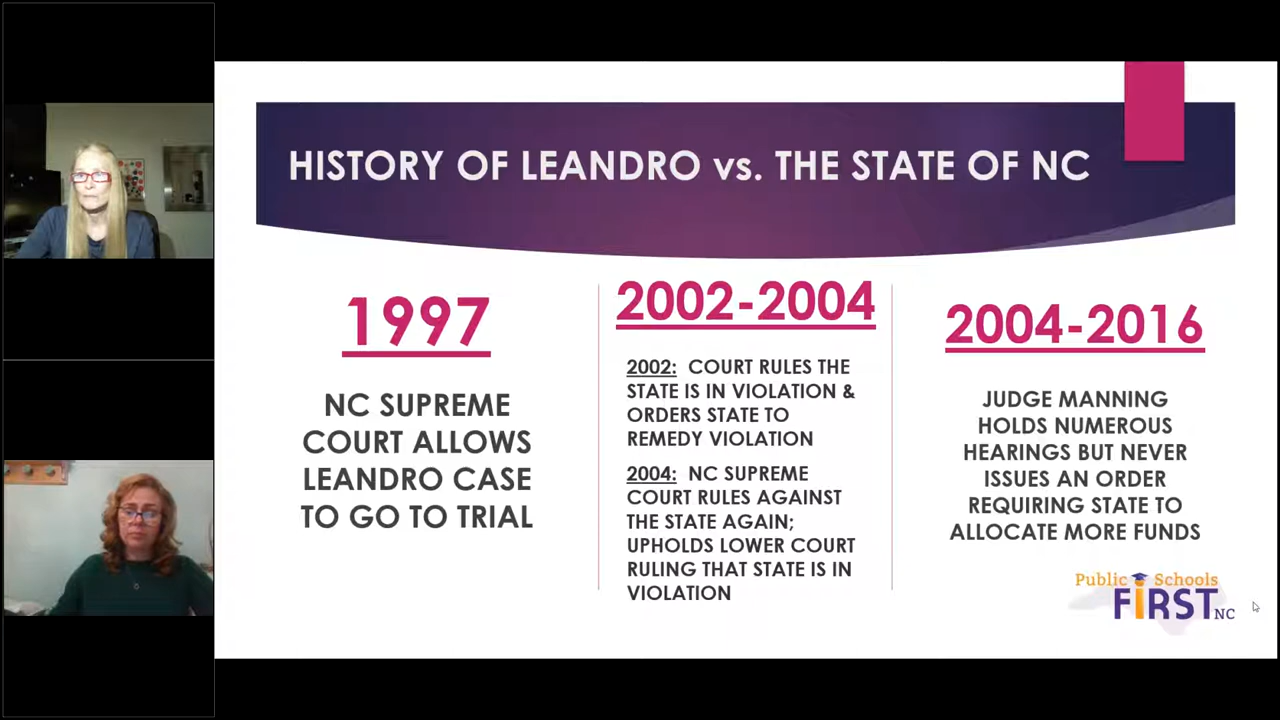 HISTORY OF LEANDRO vs. THE STATE OF NC
1997
NC SUPREME
COURT ALLOWS
LEANDRO CASE
TO GO TO TRIAL
2002-2004
2002: COURT RULES THE
STATE IS IN VIOLATION &
ORDERS STATE TO
REMEDY VIOLATION
2004: NC SUPREME
COURT RULES AGAINST
THE STATE AGAIN;
UPHOLDS LOWER COURT
RULING THAT STATE IS IN
VIOLATION
2004-2016
JUDGE MANNING
HOLDS NUMEROUS
HEARINGS BUT NEVER
ISSUES AN ORDER
REQUIRING STATE TO
ALLOCATE MORE FUNDS
Public Schools
FiRST NC